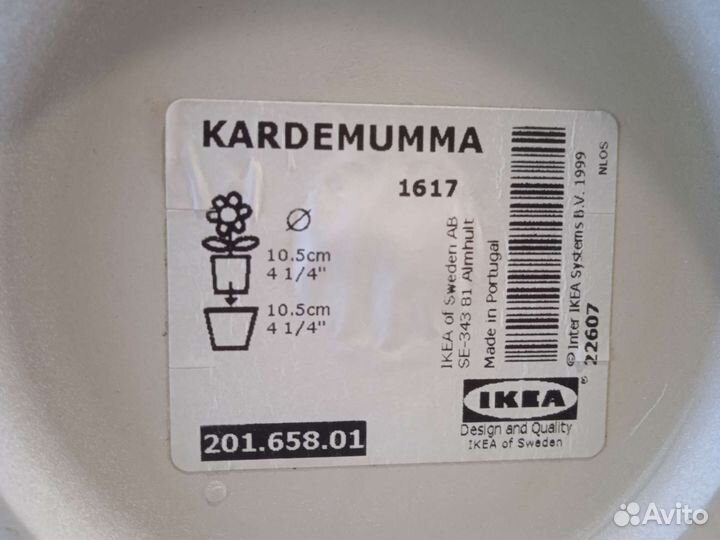 KARDEMUMMA
1617
Ø
10.5cm
4 1/4"
10.5cm
4 1/4"
201.658.01
IKEA of Sweden AB
SE-343 81 Älmhult
Made in Portugal
© Inter IKEA Systems B.V. 1999
22607
NLOS
IKEA®
Design and Quality
IKEA of Sweden
Avito